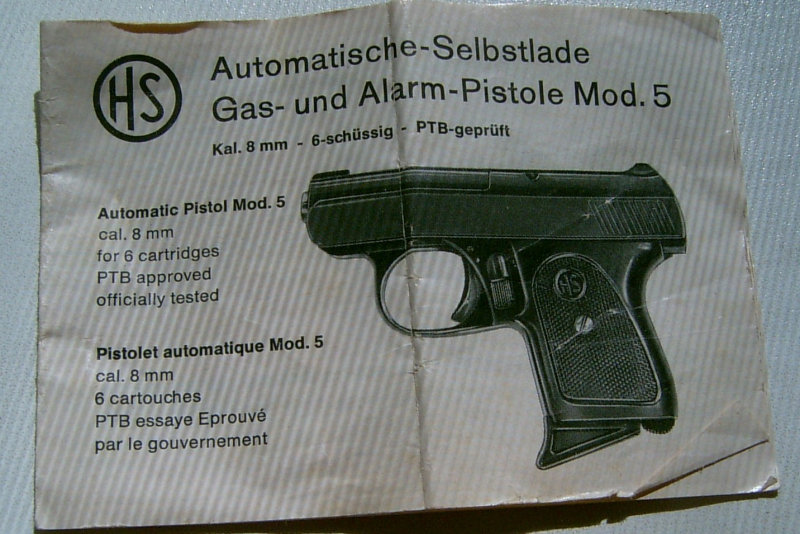 HS
Automatische-Selbstlade
Gas- und Alarm-Pistole Mod. 5
Kal. 8 mm - 6-schüssig - PTB-geprüft
Automatic Pistol Mod. 5
cal. 8 mm
for 6 cartridges
PTB approved
officially tested
Pistolet automatique Mod. 5
cal. 8 mm
6 cartouches
PTB essaye Eprouvé
par le gouvernement
HS